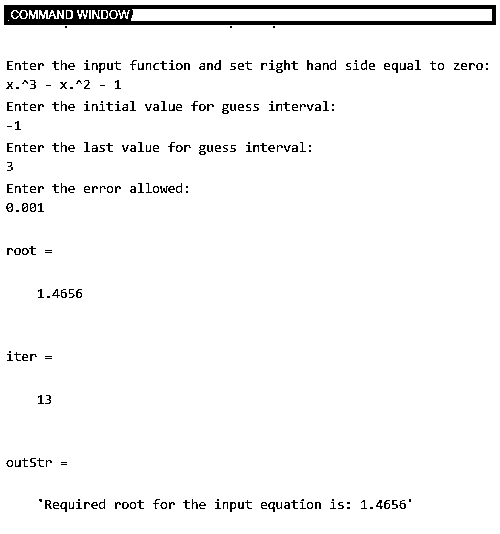 COMMAND WINDOW
Enter the input function and set right hand side equal to zero:
x.^3 - x.^2 - 1
Enter the initial value for guess interval:
-1
Enter the last value for guess interval:
3
Enter the error allowed:
0.001
root =
1.4656
iter =
13
outStr =
'Required root for the input equation is: 1.4656'